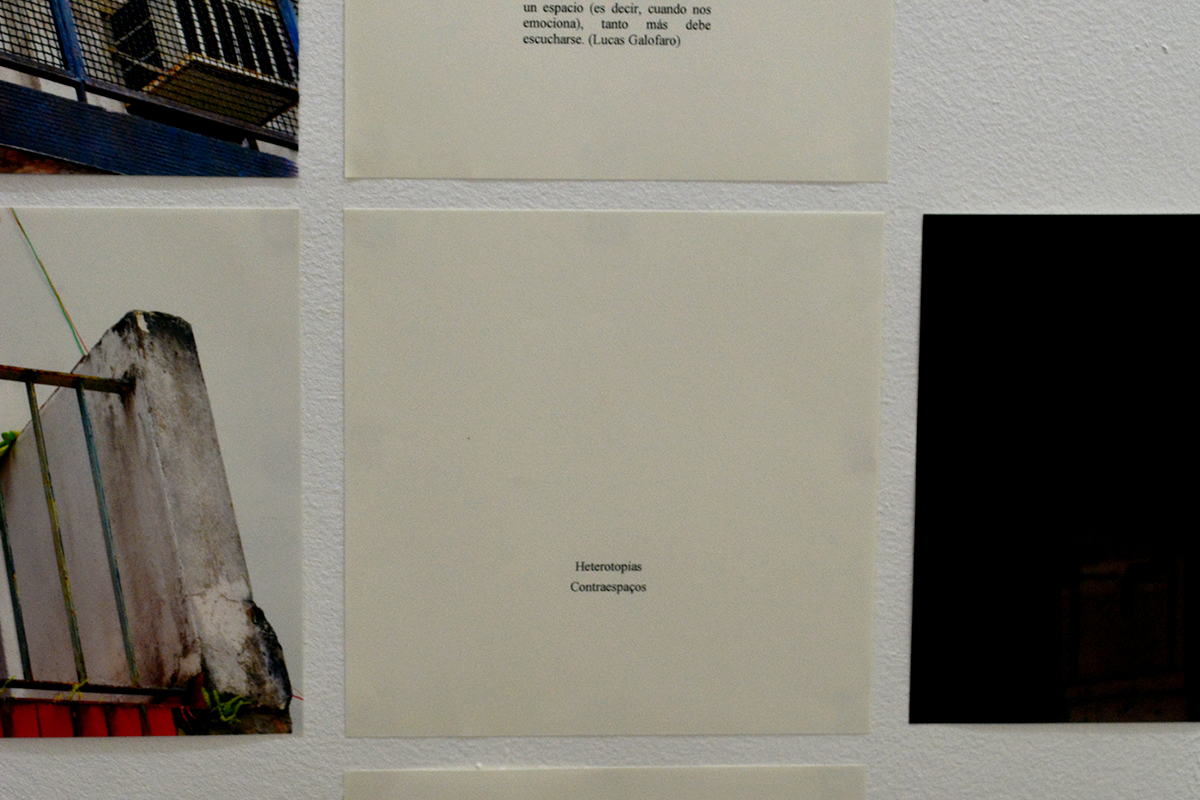 un espacio (es decir, cuando nos
emociona), tanto más debe
escucharse. (Lucas Galofaro)
Heterotopias
Contraespaços